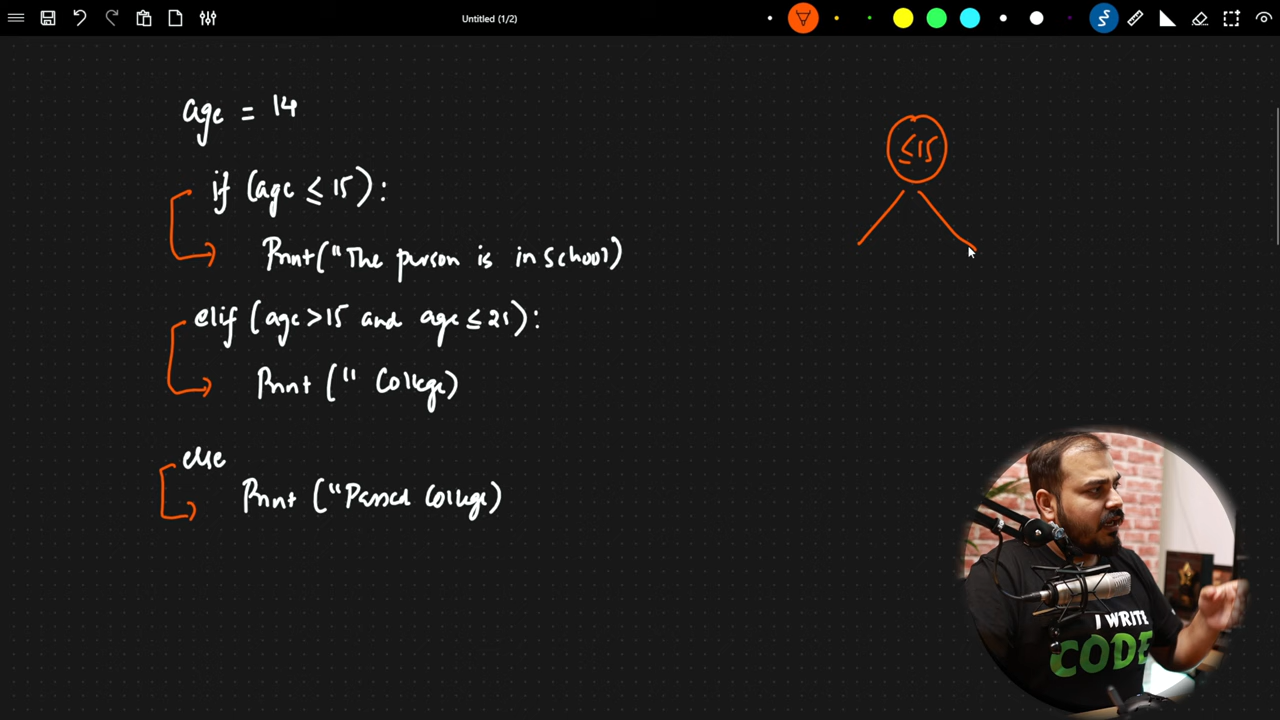 Untitled (1/2)
age = 14
if (age ≤ 15):
Print("The person is in School)
elif (age > 15 and age ≤ 21):
Print (" College)
else
Print ("Passed College)
≤15
I WRITE
CODE